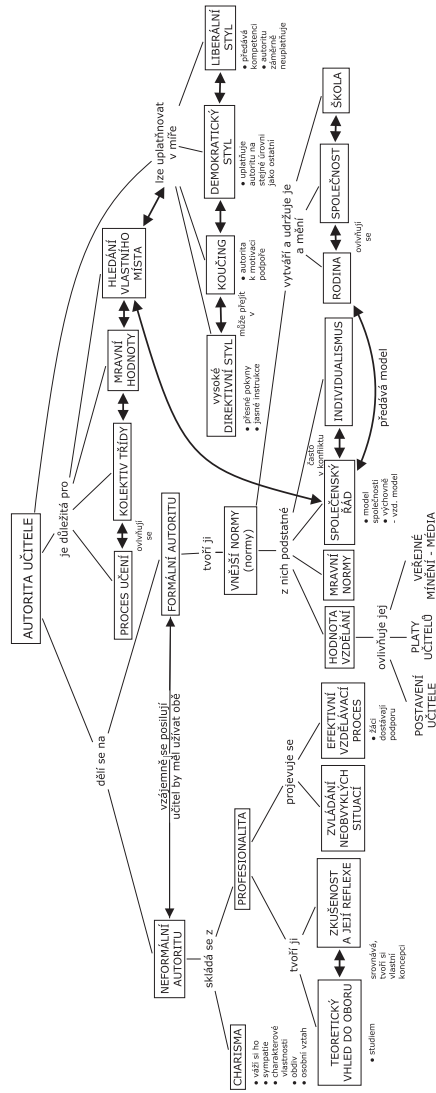 AUTORITA UČITELE
dělí se na
je důležitá pro
lze uplatňnovat
v míře
PROCES UČENÍ
ovlvňují
se
KOLEKTIV TŘÍDY
MRAVNÍ
HODNOTY
HLEDÁNÍ
VLASTNÍHO
MÍSTA
NEFORMÁLNÍ
AUTORITU
vzájemně se posilují
učitel by měl užívat obě
FORMÁLNÍ AUTORITU
vysoké
DIREKTIVNÍ STYL
• přesné pokyny
• jasné instrukce
může přejít
v
KOUČING
• autorita
k motivaci
podpoře
DEMOKRATICKÝ
STYL
• uplatňuje
autoritu na
stejné úrovni
jako ostatní
LIBERÁLNÍ
STYL
• předává
kompetenci
• autoritu
záměrně
neuplatňuje
skládá se z
tvoří ji
CHARISMA
• váží si ho
• sympatie
• charakterové
vlastnosti
• obdiv
• osobní vztah
PROFESIONALITA
VNĚJŠÍ NORMY
(normy)
tvoří ji
projevuje se
z nich podstatné
vytváří a udržuje je
a mění
TEORETICKÝ
VHLED DO OBORU
• studiem
srovnává,
tvoří si
vlastní
koncepci
ZKUŠENOST
A JEJÍ REFLEXE
ZVLÁDÁNÍ
NEOBVYKLÝCH
SITUACÍ
EFEKTIVNÍ
VZDĚLÁVACÍ
PROCES
• žáci
dostávají
podporu
HODNOTA
VZDĚLÁNÍ
MRAVNÍ
NORMY
SPOLEČENSKÝ
ŘÁD
• model
společnosti
• výchovně
- vzd. model
často
v konfliktu
INDIVIDUALISMUS
RODINA
ovlvňují
se
SPOLEČNOST
ŠKOLA
předává model
ovlivňuje jej
POSTAVENÍ
UČITELE
PLATY
UČITELŮ
VEŘEJNÉ
MÍNĚNÍ - MÉDIA